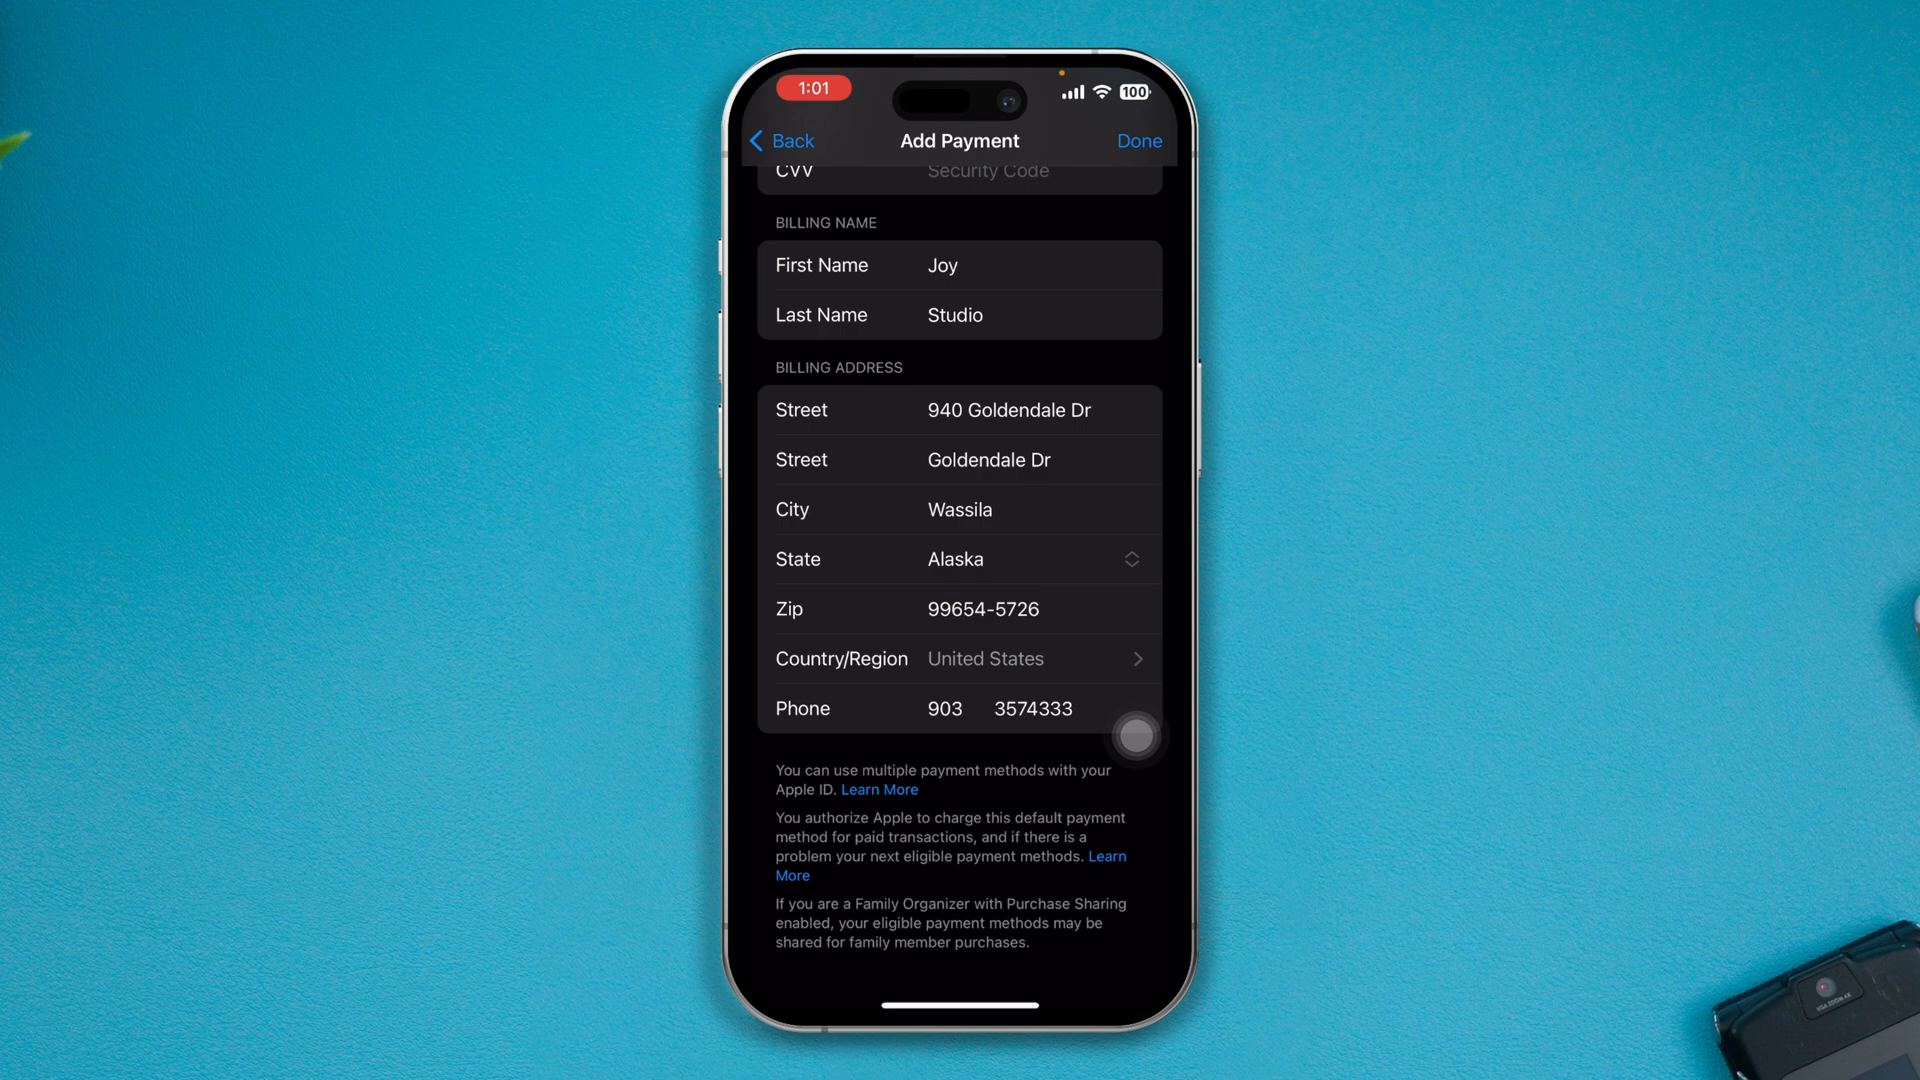 1:01
100
Back
Add Payment
Done
CVV Security Code
BILLING NAME
First Name Joy
Last Name Studio
BILLING ADDRESS
Street 940 Goldendale Dr
Street Goldendale Dr
City Wassila
State Alaska
Zip 99654-5726
Country/Region United States
Phone 903 3574333
You can use multiple payment methods with your
Apple ID. Learn More
You authorize Apple to charge this default payment
method for paid transactions, and if there is a
problem your next eligible payment methods. Learn
More
If you are a Family Organizer with Purchase Sharing
enabled, your eligible payment methods may be
shared for family member purchases.